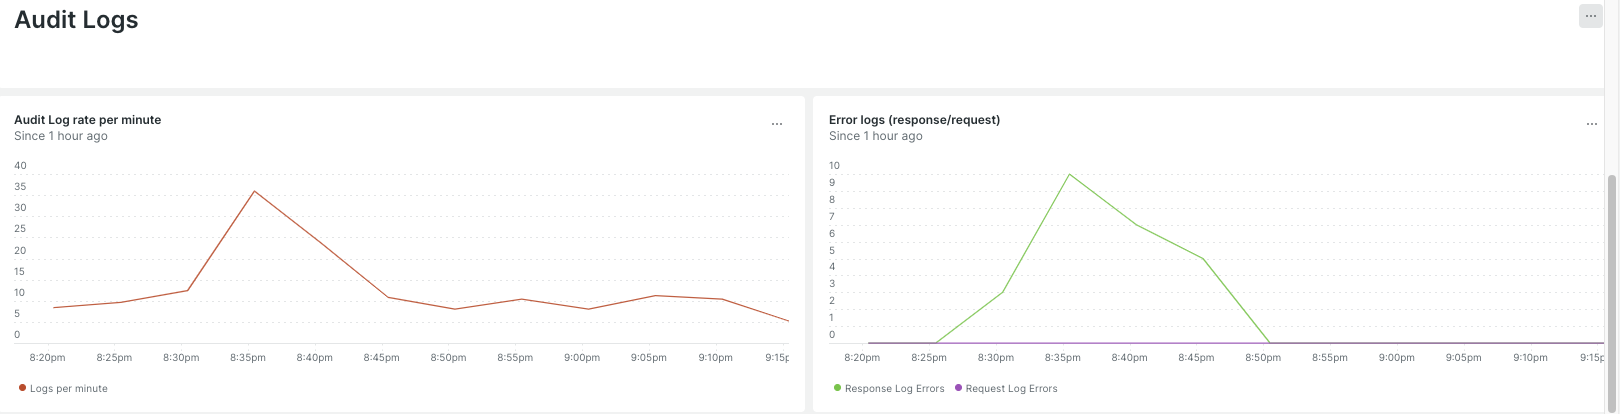 Audit Logs
...
Audit Log rate per minute
Since 1 hour ago
...
40
35
30
25
20
15
10
5
0
8:20pm 8:25pm 8:30pm 8:35pm 8:40pm 8:45pm 8:50pm 8:55pm 9:00pm 9:05pm 9:10pm 9:15p
Logs per minute
Error logs (response/request)
Since 1 hour ago
...
10
9
8
7
6
5
4
3
2
1
0
8:20pm 8:25pm 8:30pm 8:35pm 8:40pm 8:45pm 8:50pm 8:55pm 9:00pm 9:05pm 9:10pm 9:15p
Response Log Errors Request Log Errors